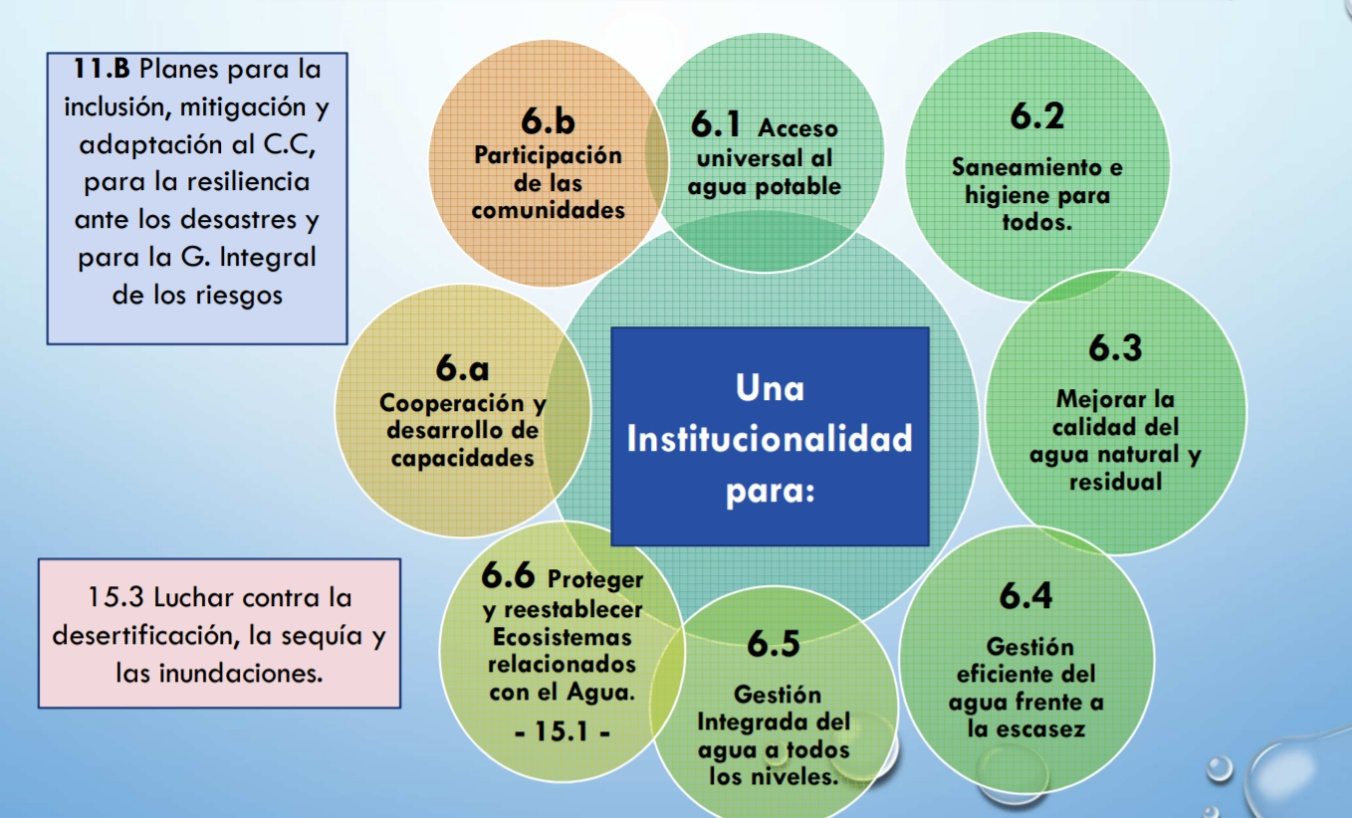 11.B Planes para la
inclusión, mitigación y
adaptación al C.C,
para la resiliencia
ante los desastres y
para la G. Integral
de los riesgos
6.b
Participación
de las
comunidades
6.1 Acceso
universal al
agua potable
6.2
Saneamiento e
higiene para
todos.
6.3
Mejorar la
calidad del
agua natural y
residual
6.4
Gestión
eficiente del
agua frente a
la escasez
6.5
Gestión
Integrada del
agua a todos
los niveles.
6.6 Proteger
y reestablecer
Ecosistemas
relacionados
con el Agua.
- 15.1 -
6.a
Cooperación y
desarrollo de
capacidades
Una
Institucionalidad
para:
15.3 Luchar contra la
desertificación, la sequía y
las inundaciones.